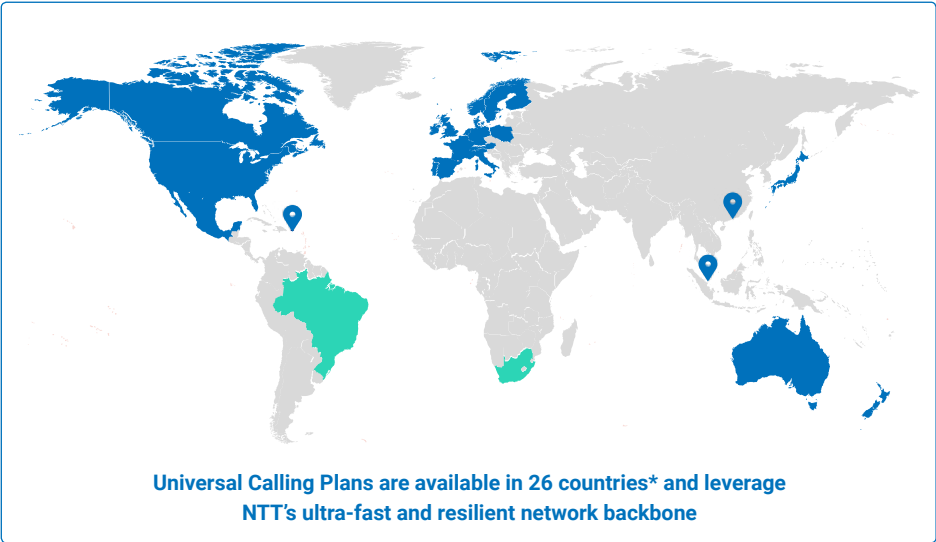 Universal Calling Plans are available in 26 countries* and leverage
NTT’s ultra-fast and resilient network backbone